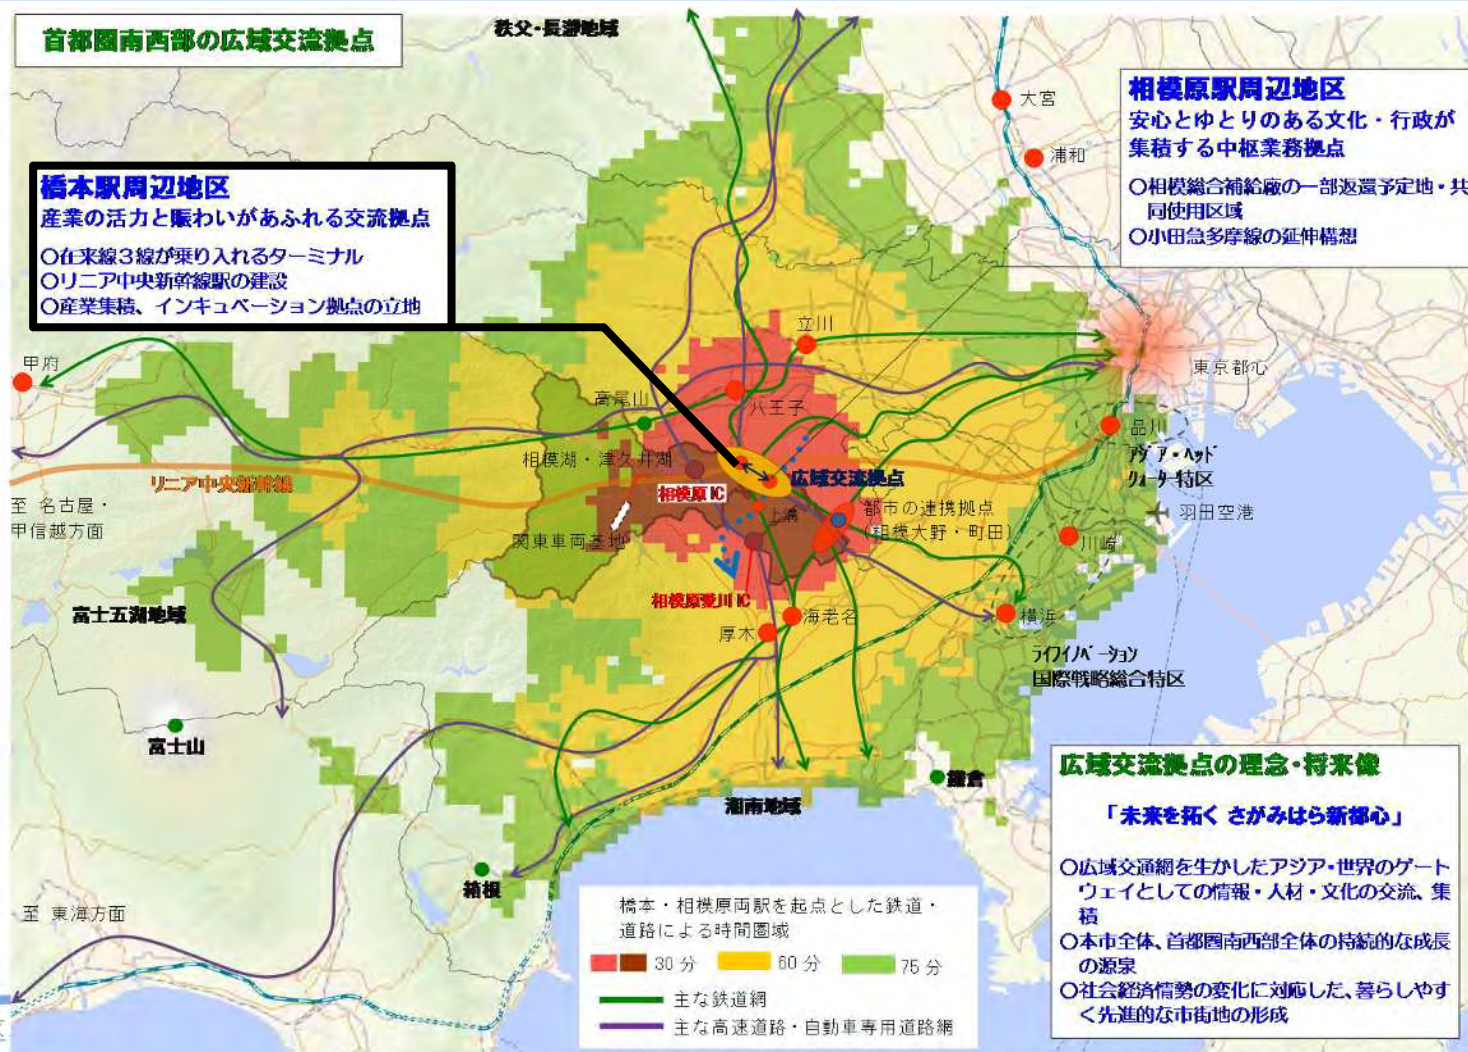 首都圏南西部の広域交流拠点
秩父・長瀞地域
大宮
浦和
相模原駅周辺地区
安心とゆとりのある文化・行政が
集積する中枢業務拠点
○相模総合補給廠の一部返還予定地・共
同使用区域
○小田急多摩線の延伸構想
橋本駅周辺地区
産業の活力と賑わいがあふれる交流拠点
○在来線３線が乗り入れるターミナル
○リニア中央新幹線駅の建設
○産業集積、インキュベーション拠点の立地
立川
甲府
東京都心
高尾山
八王子
品川
アジア・ヘッド
クォーター特区
相模湖・津久井湖
リニア中央新幹線
相模原IC
広域交流拠点
至 名古屋・
甲信越方面
上溝
都市の連携拠点
(相模大野・町田)
羽田空港
関東車両基地
川崎
相模原愛川IC
富士五湖地域
海老名
厚木
横浜
ライフイノベーション
国際戦略総合特区
富士山
鎌倉
湘南地域
箱根
至 東海方面
広域交流拠点の理念・将来像
「未来を拓く さがみはら新都心」
○広域交通網を生かしたアジア・世界のゲート
ウェイとしての情報・人材・文化の交流、集
積
○本市全体、首都圏南西部全体の持続的な成長
の源泉
○社会経済情勢の変化に対応した、暮らしやす
く先進的な市街地の形成
橋本・相模原両駅を起点とした鉄道・
道路による時間圏域
30分 60分 75分
主な鉄道網
主な高速道路・自動車専用道路網